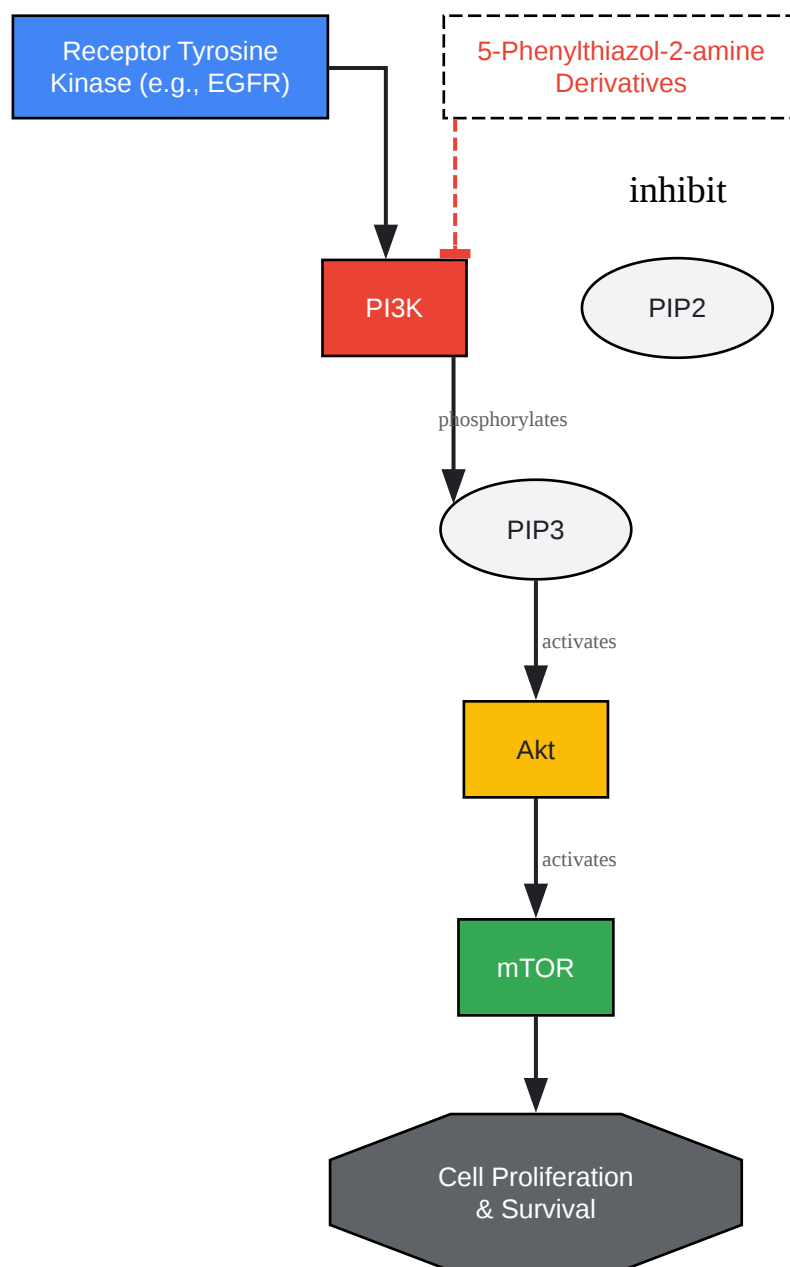 Receptor Tyrosine
Kinase (e.g., EGFR)
5-Phenylthiazol-2-amine
Derivatives
inhibit
PI3K
PIP2
phosphorylates
PIP3
activates
Akt
activates
mTOR
Cell Proliferation
& Survival